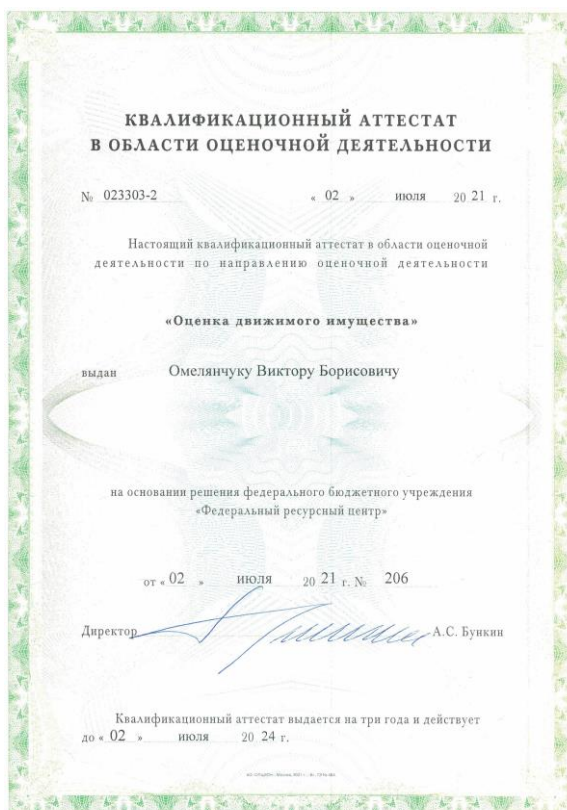 КВАЛИФИКАЦИОННЫЙ АТТЕСТАТ
В ОБЛАСТИ ОЦЕНОЧНОЙ ДЕЯТЕЛЬНОСТИ
№ 023303-2 « 02 » июля 20 21 г.
Настоящий квалификационный аттестат в области оценочной
деятельности по направлению оценочной деятельности
«Оценка движимого имущества»
выдан Омелянчуку Виктору Борисовичу
на основании решения федерального бюджетного учреждения
«Федеральный ресурсный центр»
от « 02 » июля 20 21 г. № 206
Директор А.С. Бункин
Квалификационный аттестат выдается на три года и действует
до « 02 » июля 20 24 г.